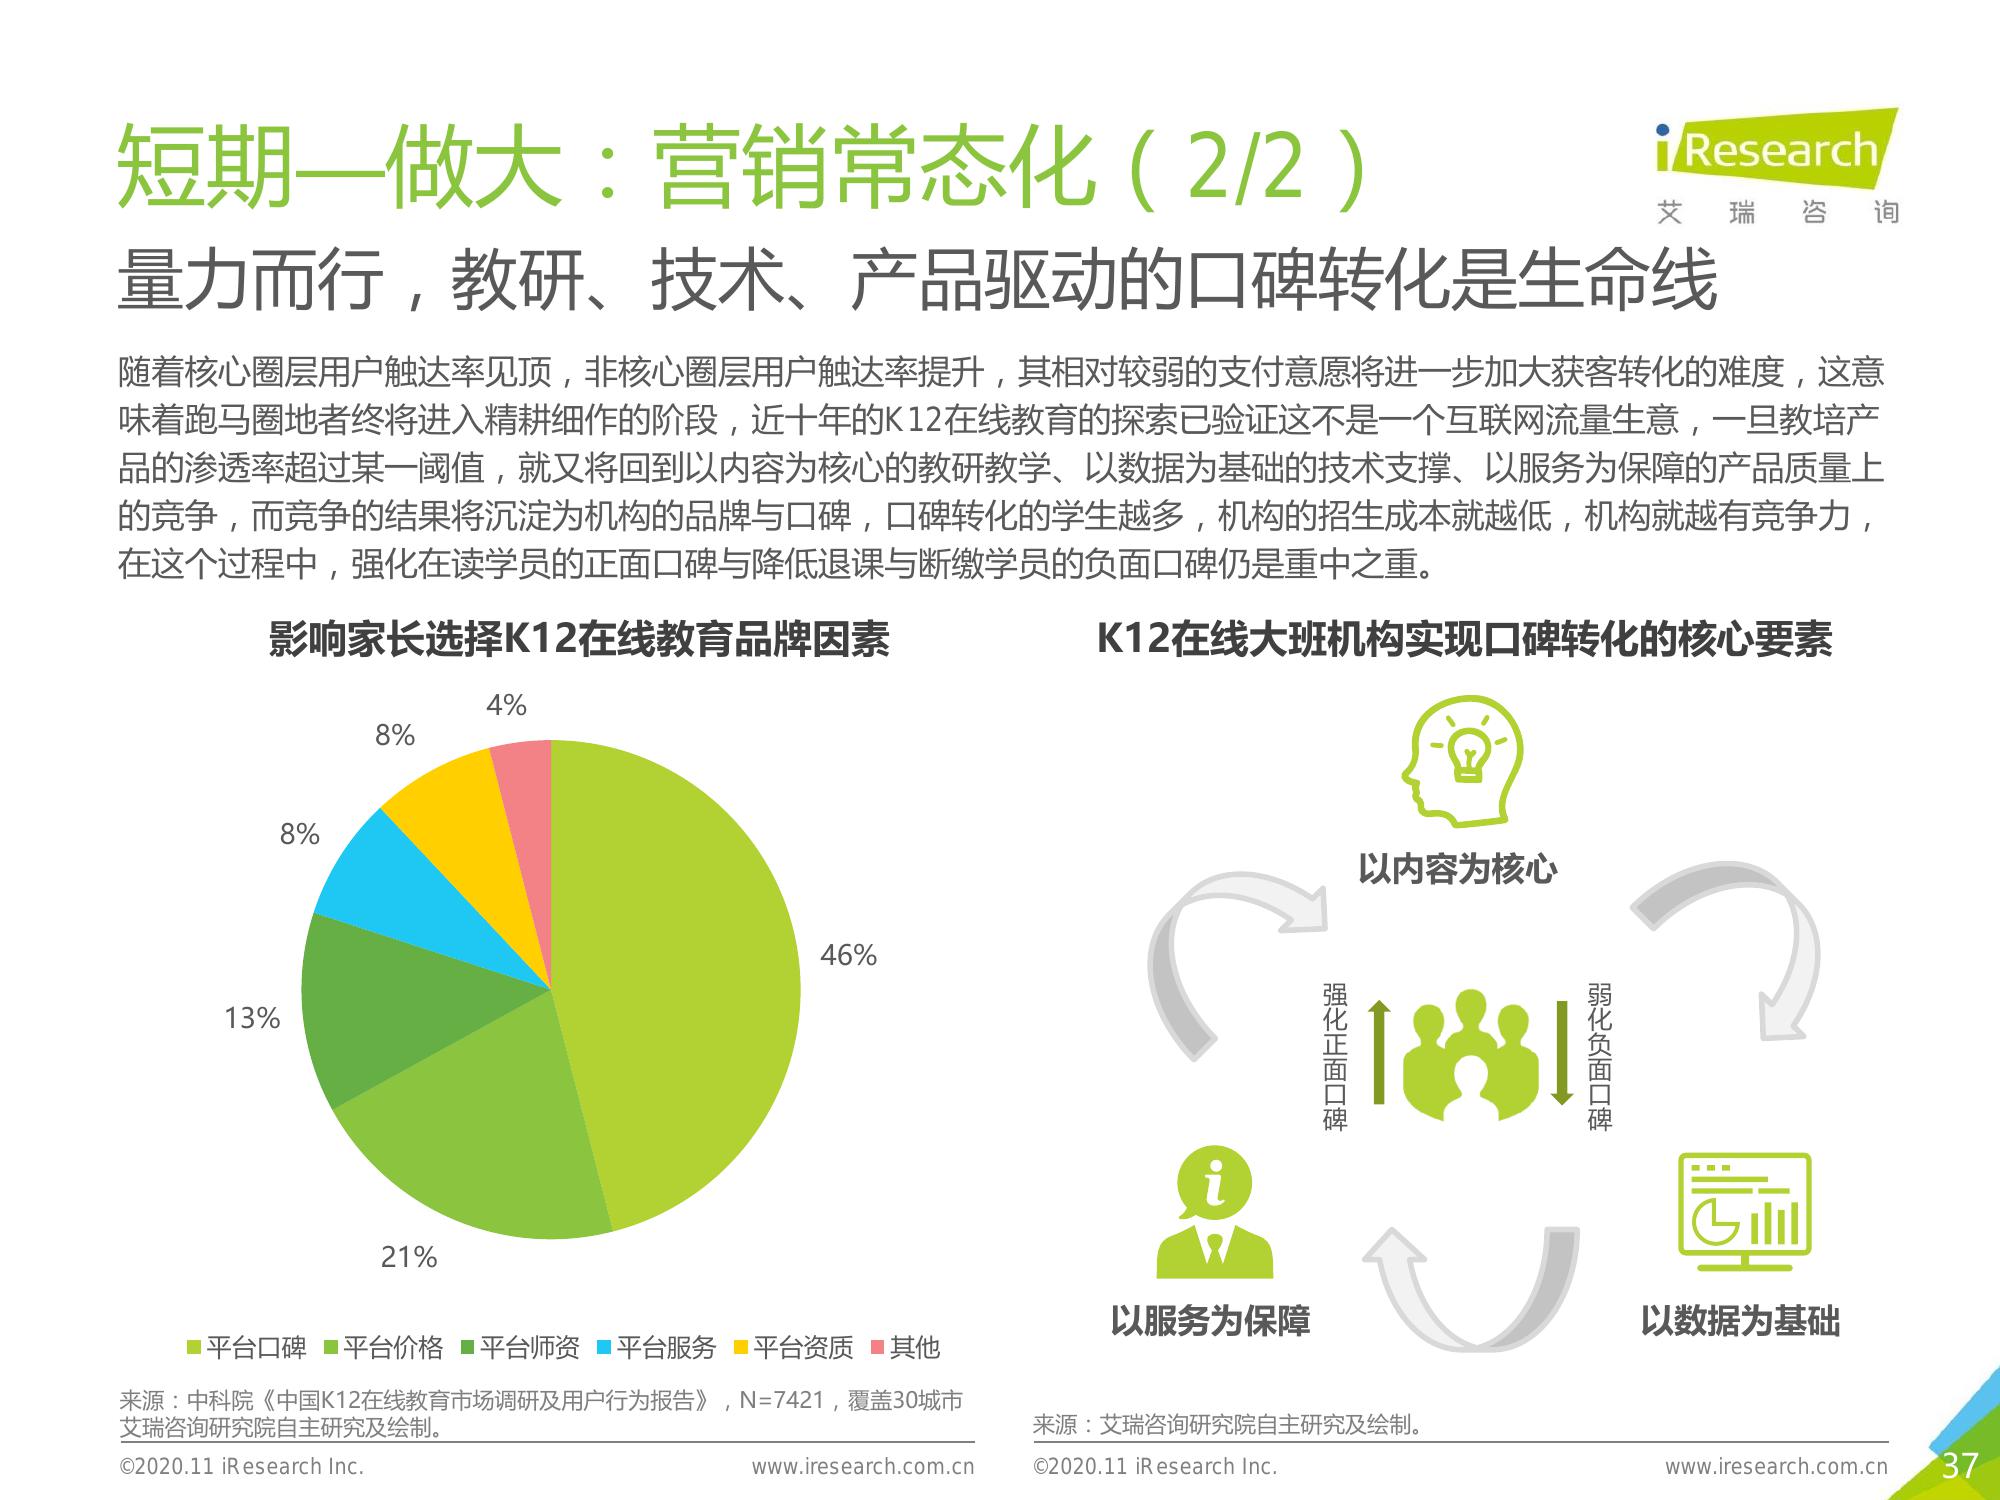 短期—做大：营销常态化（2/2）
iResearch
艾瑞咨询
量力而行，教研、技术、产品驱动的口碑转化是生命线
随着核心圈层用户触达率见顶，非核心圈层用户触达率提升，其相对较弱的支付意愿将进一步加大获客转化的难度，这意
味着跑马圈地者终将进入精耕细作的阶段，近十年的K12在线教育的探索已验证这不是一个互联网流量生意，一旦教培产
品的渗透率超过某一阈值，就又将回到以内容为核心的教研教学、以数据为基础的技术支撑、以服务为保障的产品质量上
的竞争，而竞争的结果将沉淀为机构的品牌与口碑，口碑转化的学生越多，机构的招生成本就越低，机构就越有竞争力，
在这个过程中，强化在读学员的正面口碑与降低退课与断缴学员的负面口碑仍是重中之重。
影响家长选择K12在线教育品牌因素
4%
8%
8%
46%
13%
21%
平台口碑 平台价格 平台师资 平台服务 平台资质 其他
来源：中科院《中国K12在线教育市场调研及用户行为报告》，N=7421，覆盖30城市
艾瑞咨询研究院自主研究及绘制。
©2020.11 iResearch Inc. www.iresearch.com.cn
K12在线大班机构实现口碑转化的核心要素
以内容为核心
强化正面口碑
弱化负面口碑
i
以服务为保障
以数据为基础
来源：艾瑞咨询研究院自主研究及绘制。
©2020.11 iResearch Inc. www.iresearch.com.cn
37